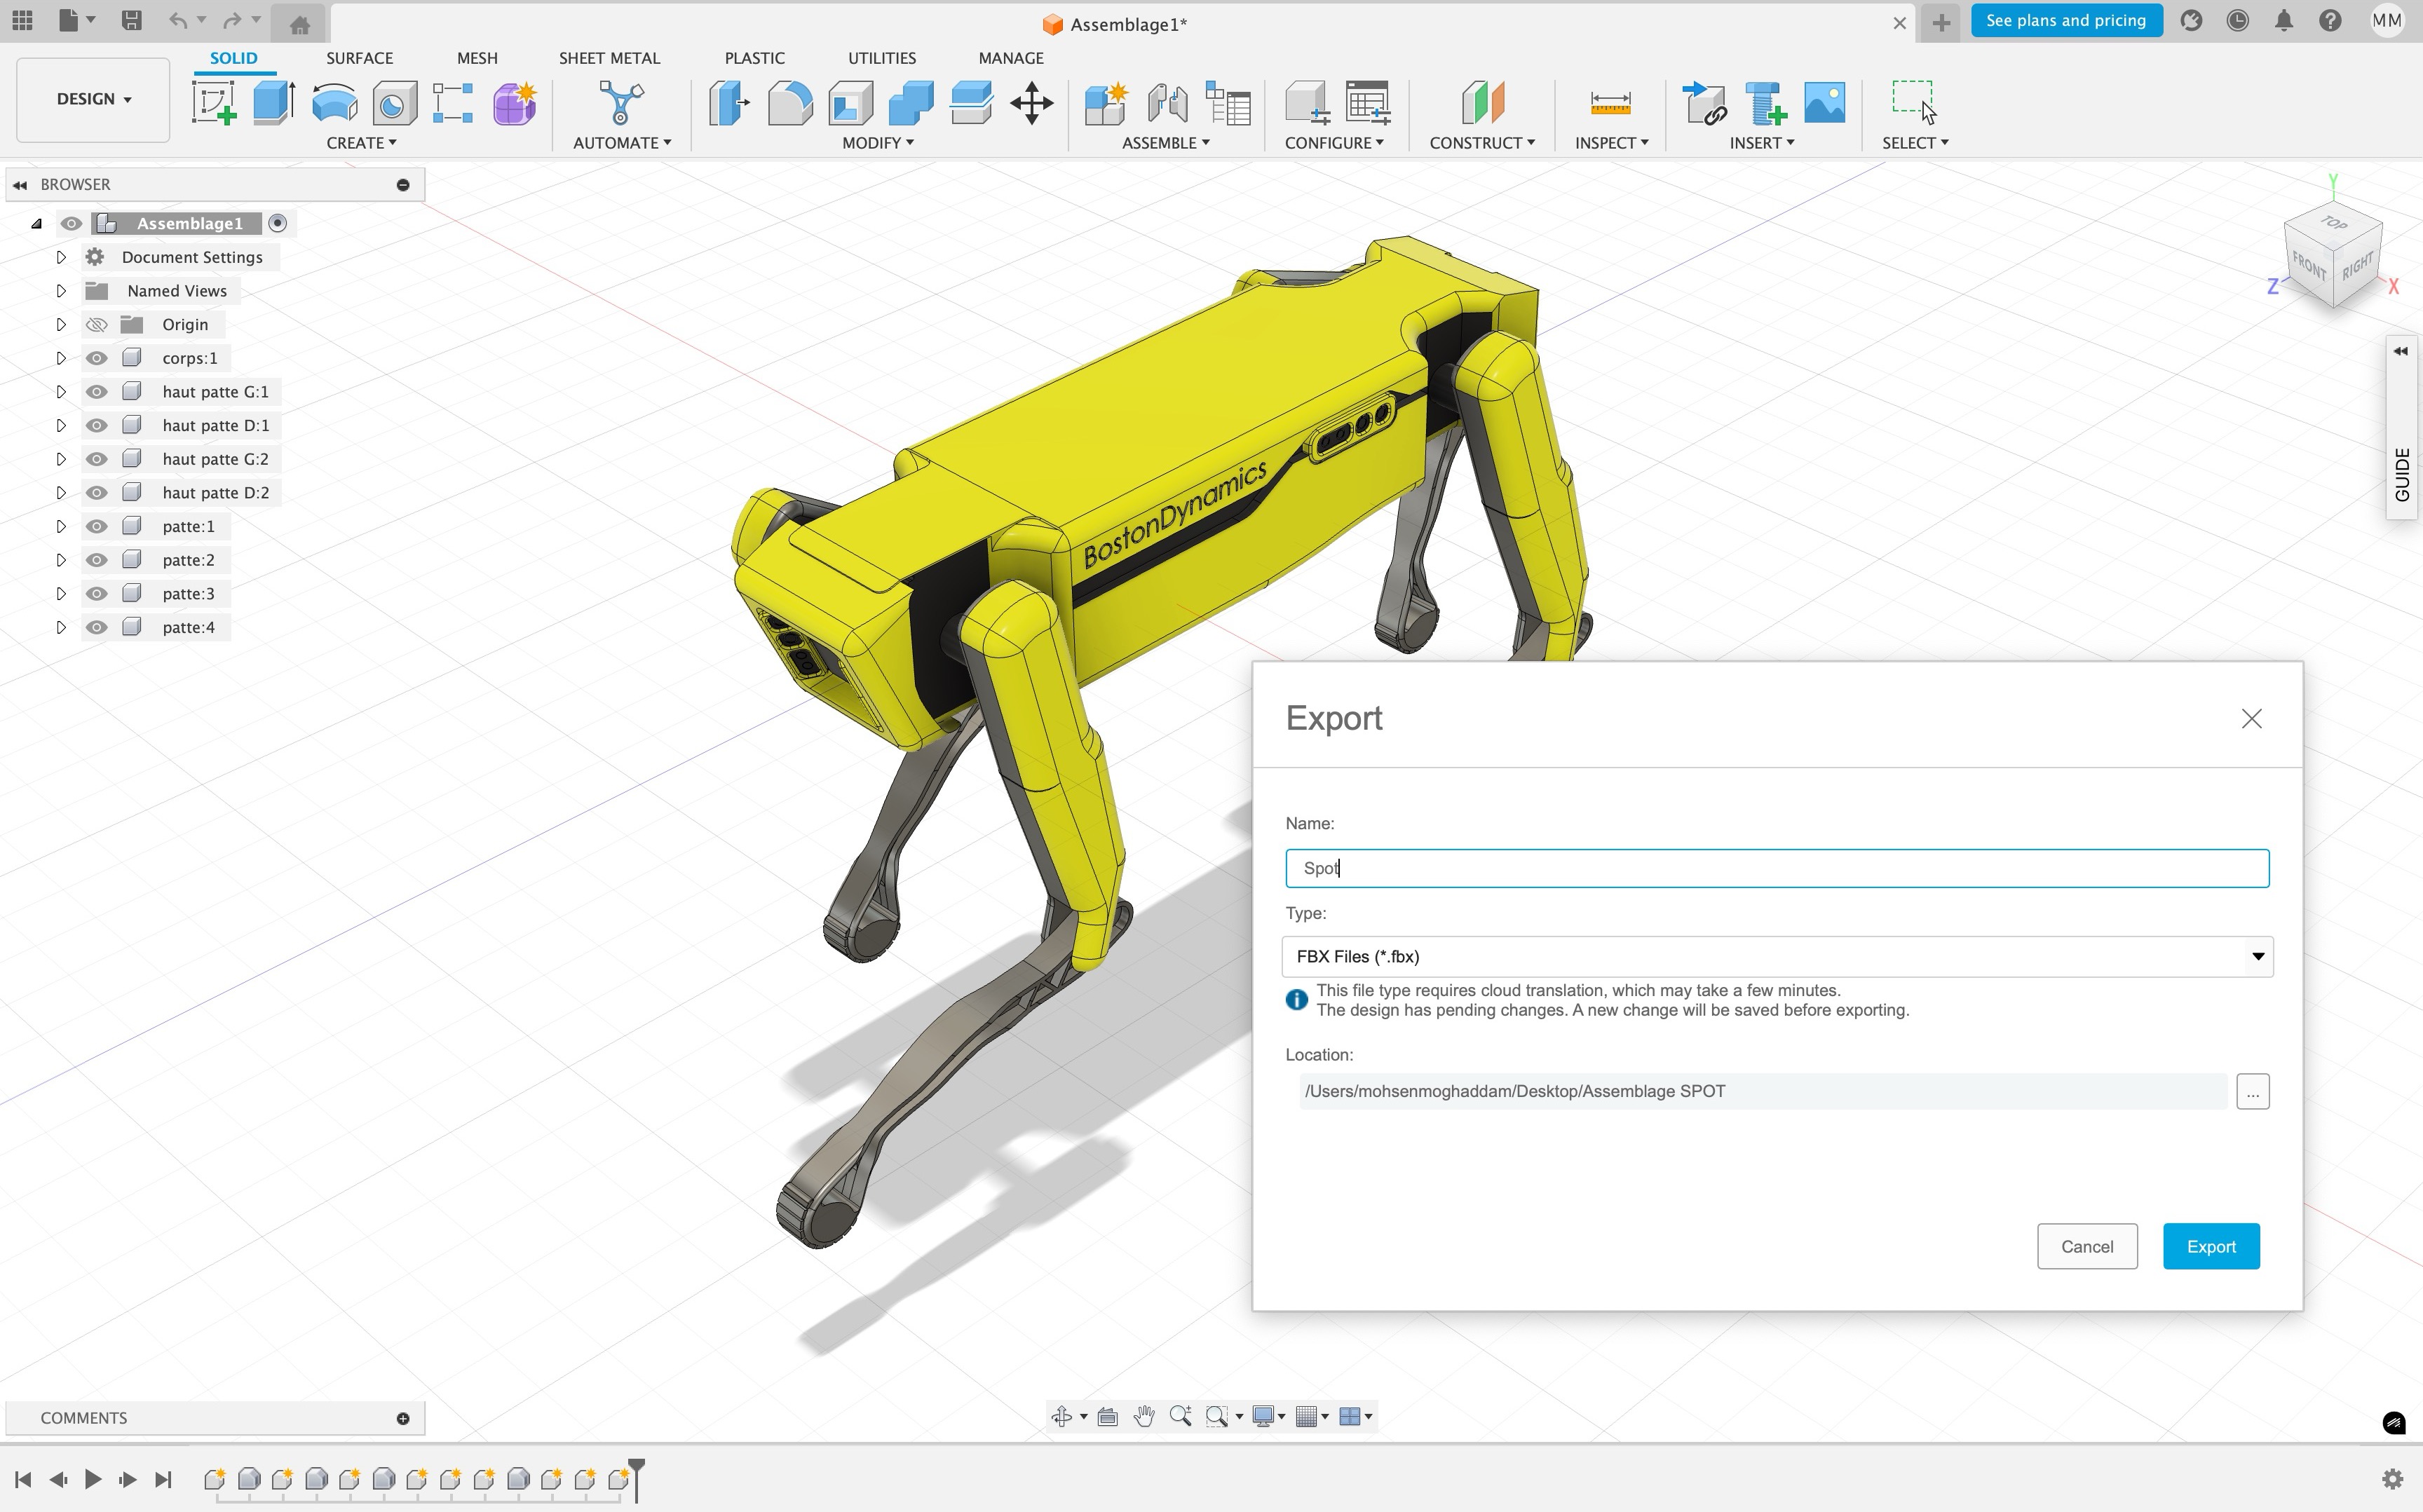 Assemblage1*
See plans and pricing
MM
DESIGN
SOLID
SURFACE
MESH
SHEET METAL
PLASTIC
UTILITIES
MANAGE
CREATE
AUTOMATE
MODIFY
ASSEMBLE
CONFIGURE
CONSTRUCT
INSPECT
INSERT
SELECT
BROWSER
Assemblage1
Document Settings
Named Views
Origin
corps:1
haut patte G:1
haut patte D:1
haut patte G:2
haut patte D:2
patte:1
patte:2
patte:3
patte:4
BostonDynamics
Y
TOP
FRONT
RIGHT
Z
X
GUIDE
Export
Name:
Spot
Type:
FBX Files (*.fbx)
This file type requires cloud translation, which may take a few minutes.
The design has pending changes. A new change will be saved before exporting.
Location:
/Users/mohsenmoghaddam/Desktop/Assemblage SPOT
...
Cancel
Export
COMMENTS